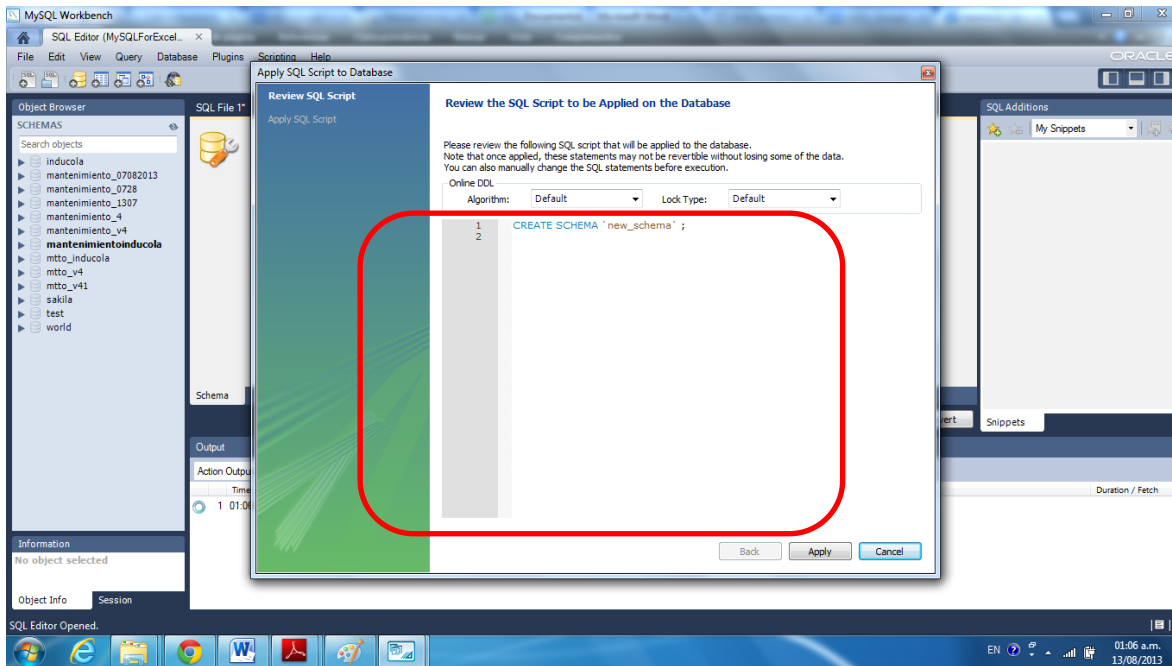 MySQL Workbench
SQL Editor (MySQLForExcel... ×
File Edit View Query Database Plugins Scripting Help
ORACLE
Apply SQL Script to Database
Object Browser
SCHEMAS
Search objects
inducola
mantenimiento_07082013
mantenimiento_0728
mantenimiento_1307
mantenimiento_4
mantenimiento_v4
mantenimientoinducola
mtto_inducola
mtto_v4
mtto_v41
sakila
test
world
Information
No object selected
Object Info Session
SQL File 1*
Schema
Output
Action Outpu
Time
1 01:06
Review SQL Script
Apply SQL Script
Review the SQL Script to be Applied on the Database
Please review the following SQL script that will be applied to the database.
Note that once applied, these statements may not be revertible without losing some of the data.
You can also manually change the SQL statements before execution.
Online DDL
Algorithm: Default Lock Type: Default
1 CREATE SCHEMA `new_schema` ;
2
Back Apply Cancel
SQL Additions
My Snippets
vert
Snippets
Duration / Fetch
SQL Editor Opened.
EN
01:06 a.m.
13/08/2013